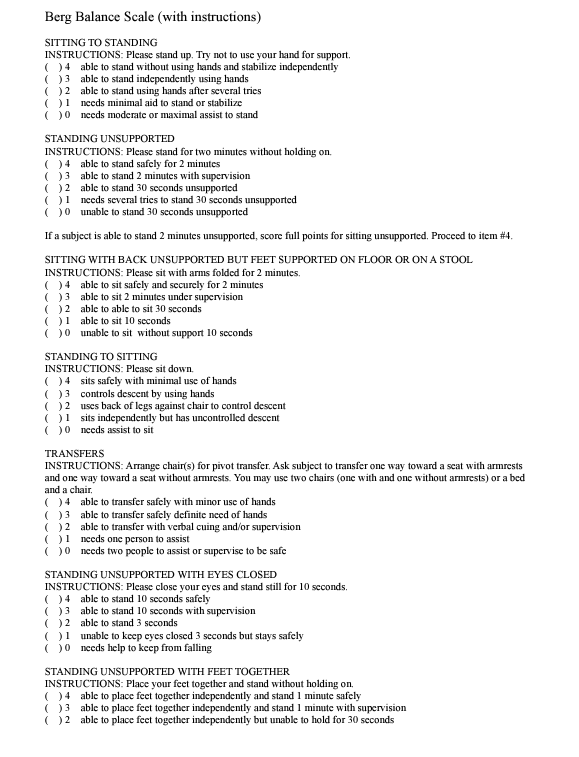 Berg Balance Scale (with instructions)
SITTING TO STANDING
INSTRUCTIONS: Please stand up. Try not to use your hand for support.
( ) 4 able to stand without using hands and stabilize independently
( ) 3 able to stand independently using hands
( ) 2 able to stand using hands after several tries
( ) 1 needs minimal aid to stand or stabilize
( ) 0 needs moderate or maximal assist to stand
STANDING UNSUPPORTED
INSTRUCTIONS: Please stand for two minutes without holding on.
( ) 4 able to stand safely for 2 minutes
( ) 3 able to stand 2 minutes with supervision
( ) 2 able to stand 30 seconds unsupported
( ) 1 needs several tries to stand 30 seconds unsupported
( ) 0 unable to stand 30 seconds unsupported
If a subject is able to stand 2 minutes unsupported, score full points for sitting unsupported. Proceed to item #4.
SITTING WITH BACK UNSUPPORTED BUT FEET SUPPORTED ON FLOOR OR ON A STOOL
INSTRUCTIONS: Please sit with arms folded for 2 minutes.
( ) 4 able to sit safely and securely for 2 minutes
( ) 3 able to sit 2 minutes under supervision
( ) 2 able to able to sit 30 seconds
( ) 1 able to sit 10 seconds
( ) 0 unable to sit without support 10 seconds
STANDING TO SITTING
INSTRUCTIONS: Please sit down.
( ) 4 sits safely with minimal use of hands
( ) 3 controls descent by using hands
( ) 2 uses back of legs against chair to control descent
( ) 1 sits independently but has uncontrolled descent
( ) 0 needs assist to sit
TRANSFERS
INSTRUCTIONS: Arrange chair(s) for pivot transfer. Ask subject to transfer one way toward a seat with armrests
and one way toward a seat without armrests. You may use two chairs (one with and one without armrests) or a bed
and a chair.
( ) 4 able to transfer safely with minor use of hands
( ) 3 able to transfer safely definite need of hands
( ) 2 able to transfer with verbal cuing and/or supervision
( ) 1 needs one person to assist
( ) 0 needs two people to assist or supervise to be safe
STANDING UNSUPPORTED WITH EYES CLOSED
INSTRUCTIONS: Please close your eyes and stand still for 10 seconds.
( ) 4 able to stand 10 seconds safely
( ) 3 able to stand 10 seconds with supervision
( ) 2 able to stand 3 seconds
( ) 1 unable to keep eyes closed 3 seconds but stays safely
( ) 0 needs help to keep from falling
STANDING UNSUPPORTED WITH FEET TOGETHER
INSTRUCTIONS: Place your feet together and stand without holding on.
( ) 4 able to place feet together independently and stand 1 minute safely
( ) 3 able to place feet together independently and stand 1 minute with supervision
( ) 2 able to place feet together independently but unable to hold for 30 seconds